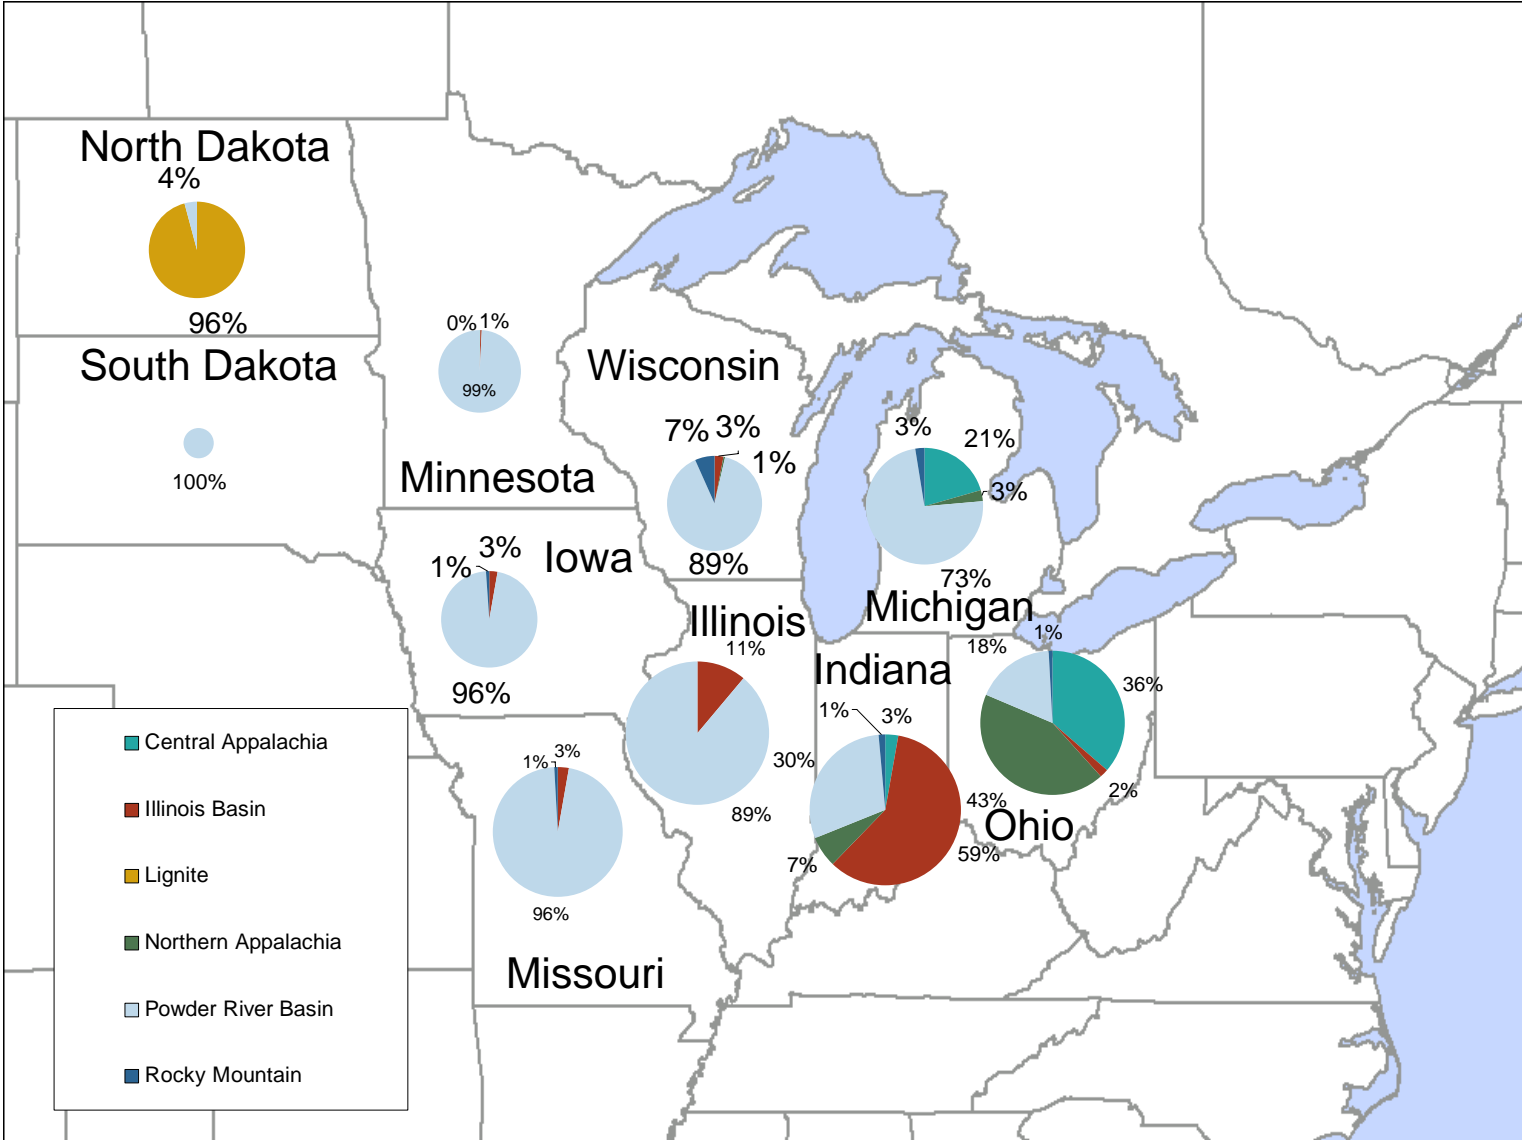 North Dakota
4%
96%
South Dakota
100%
0% 1%
99%
Minnesota
Wisconsin
7% 3%
1%
89%
3%
21%
3%
73%
Michigan
Iowa
1% 3%
96%
Illinois
11%
89%
Indiana
1% 3%
30%
59%
7%
18% 1%
36%
2%
43%
Ohio
1% 3%
96%
Missouri
Central Appalachia
Illinois Basin
Lignite
Northern Appalachia
Powder River Basin
Rocky Mountain